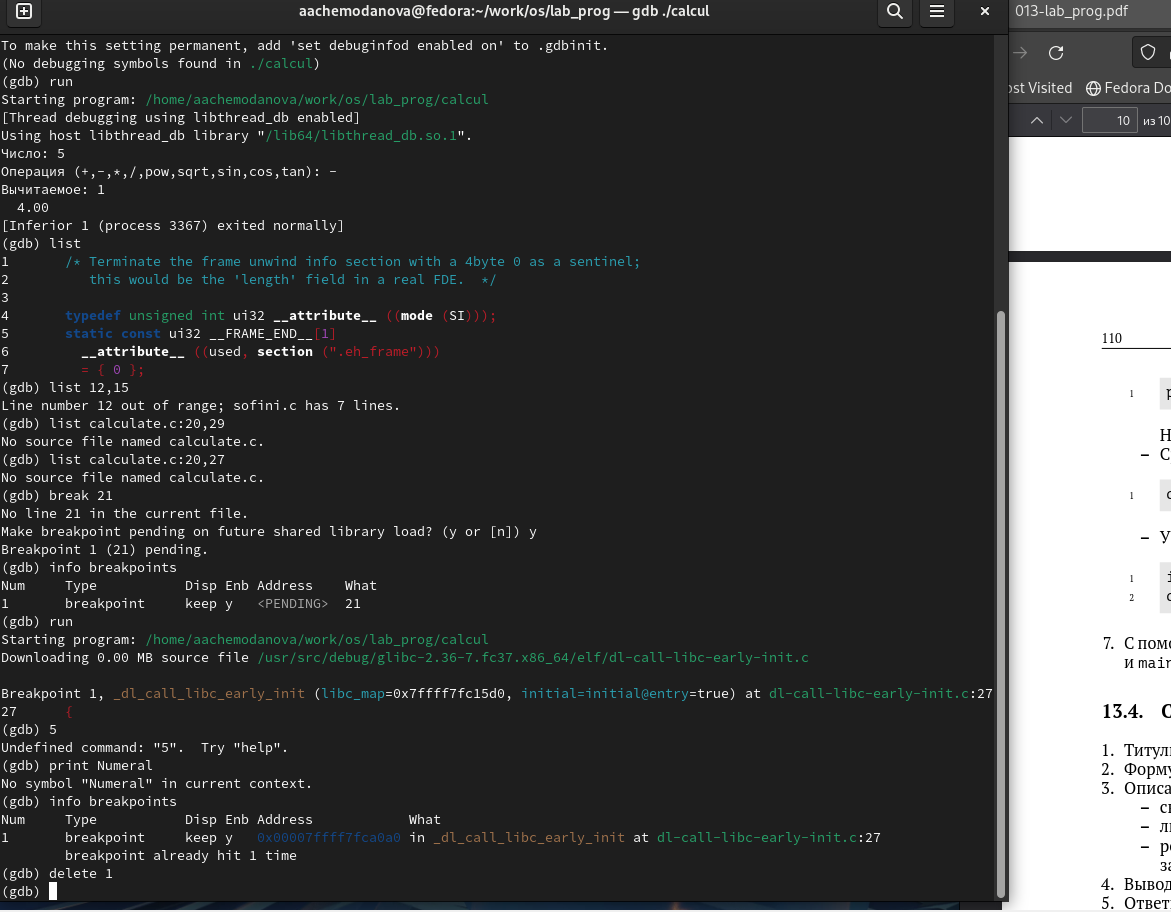 aachemodanova@fedora:~/work/os/lab_prog — gdb ./calcul
To make this setting permanent, add 'set debuginfod enabled on' to .gdbinit.
(No debugging symbols found in ./calcul)
(gdb) run
Starting program: /home/aachemodanova/work/os/lab_prog/calcul
[Thread debugging using libthread_db enabled]
Using host libthread_db library "/lib64/libthread_db.so.1".
Число: 5
Операция (+,-,*,/,pow,sqrt,sin,cos,tan): -
Вычитаемое: 1
  4.00
[Inferior 1 (process 3367) exited normally]
(gdb) list
1       /* Terminate the frame unwind info section with a 4byte 0 as a sentinel;
2          this would be the 'length' field in a real FDE.  */
3
4       typedef unsigned int ui32 __attribute__ ((mode (SI)));
5       static const ui32 __FRAME_END__[1]
6         __attribute__ ((used, section (".eh_frame")))
7         = { 0 };
(gdb) list 12,15
Line number 12 out of range; sofini.c has 7 lines.
(gdb) list calculate.c:20,29
No source file named calculate.c.
(gdb) list calculate.c:20,27
No source file named calculate.c.
(gdb) break 21
No line 21 in the current file.
Make breakpoint pending on future shared library load? (y or [n]) y
Breakpoint 1 (21) pending.
(gdb) info breakpoints
Num     Type           Disp Enb Address    What
1       breakpoint     keep y   <PENDING>  21
(gdb) run
Starting program: /home/aachemodanova/work/os/lab_prog/calcul
Downloading 0.00 MB source file /usr/src/debug/glibc-2.36-7.fc37.x86_64/elf/dl-call-libc-early-init.c
Breakpoint 1, _dl_call_libc_early_init (libc_map=0x7ffff7fc15d0, initial=initial@entry=true) at dl-call-libc-early-init.c:27
27      {
(gdb) 5
Undefined command: "5".  Try "help".
(gdb) print Numeral
No symbol "Numeral" in current context.
(gdb) info breakpoints
Num     Type           Disp Enb Address            What
1       breakpoint     keep y   0x00007ffff7fca0a0 in _dl_call_libc_early_init at dl-call-libc-early-init.c:27
        breakpoint already hit 1 time
(gdb) delete 1
(gdb)
013-lab_prog.pdf
ost Visited Fedora Do
10 из 10
110
1
Н
– С
1
– У
1
2
7. С пом
и main
13.4. О
1. Титул
2. Форму
3. Описа
– с
– л
– р
за
4. Вывод
5. Ответ